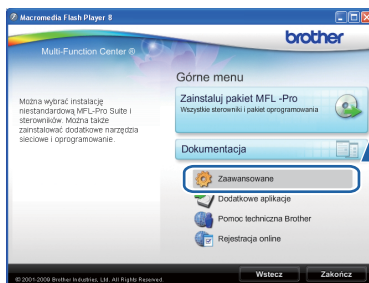 Macromedia Flash Player 8
brother
Multi-Function Center ®
Górne menu
Można wybrać instalację
niestandardową MFL-Pro Suite i
sterowników. Można także
zainstalować dodatkowe narzędzia
sieciowe i oprogramowanie.
Zainstaluj pakiet MFL -Pro
Wszystkie sterowniki i pakiet oprogramowania
Dokumentacja
Zaawansowane
Dodatkowe aplikacje
Pomoc techniczna Brother
Rejestracja online
© 2001-2009 Brother Industries, Ltd. All Rights Reserved.
Wstecz
Zakończ